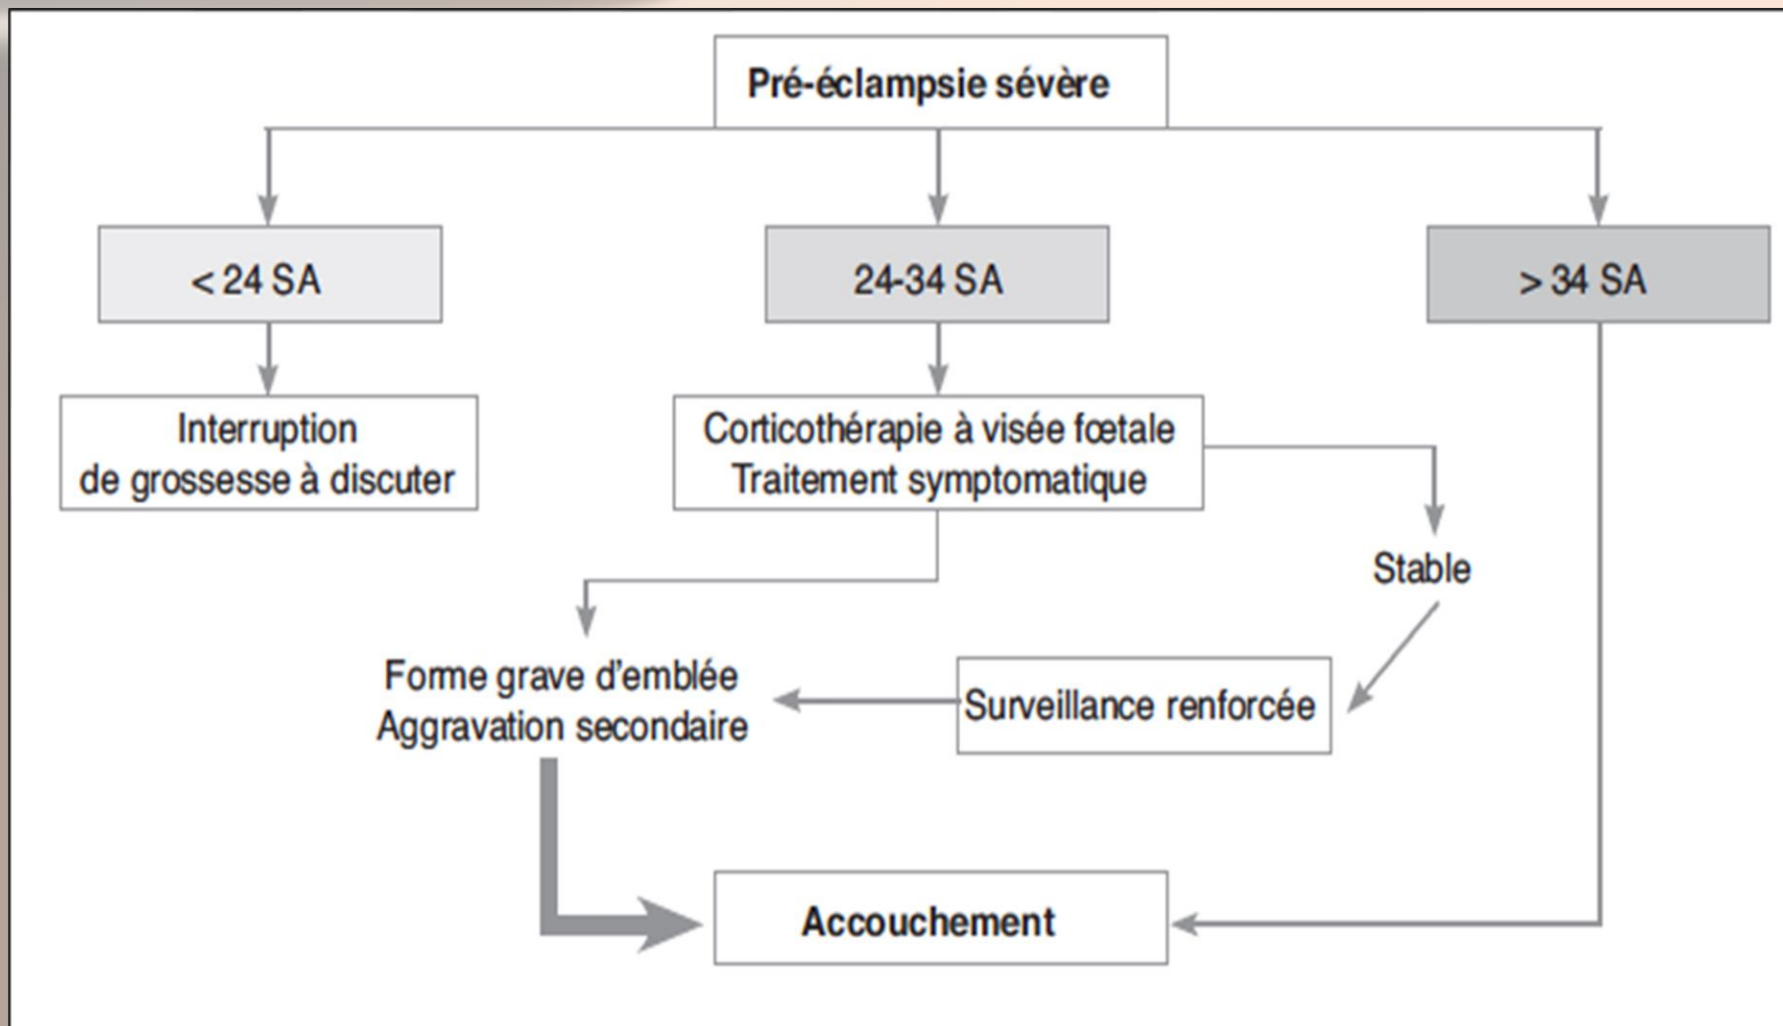 Pré-éclampsie sévère
< 24 SA
24-34 SA
> 34 SA
Interruption
de grossesse à discuter
Corticothérapie à visée fœtale
Traitement symptomatique
Stable
Forme grave d'emblée
Aggravation secondaire
Surveillance renforcée
Accouchement